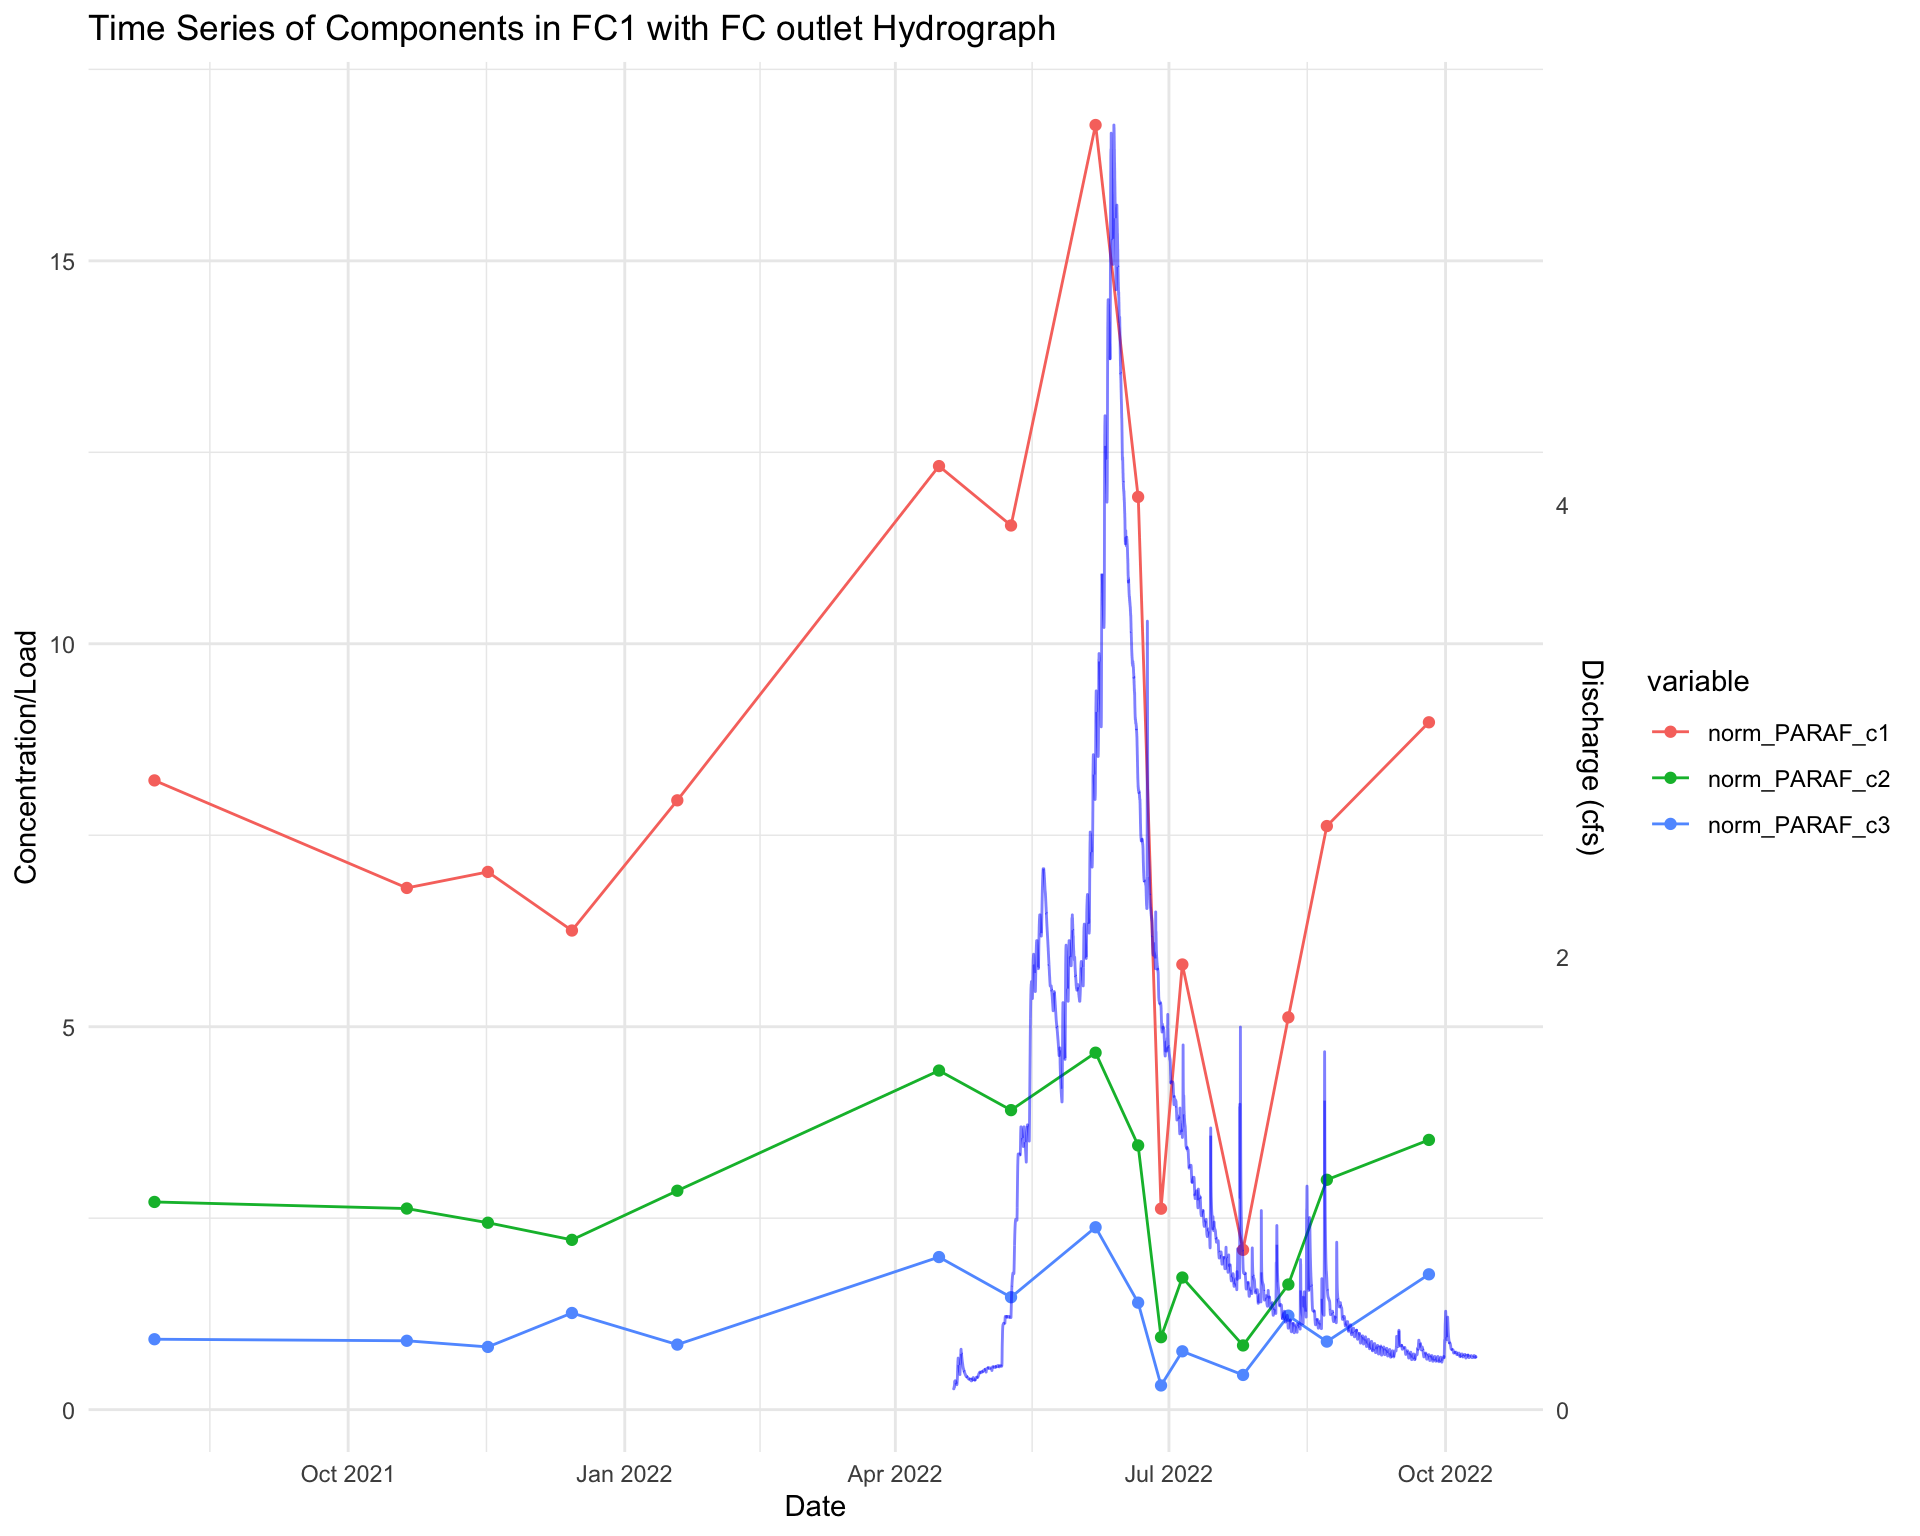 Time Series of Components in FC1 with FC outlet Hydrograph
15
10
5
0
Concentration/Load
4
2
0
Discharge (cfs)
variable
norm_PARAF_c1
norm_PARAF_c2
norm_PARAF_c3
Oct 2021
Jan 2022
Apr 2022
Jul 2022
Oct 2022
Date